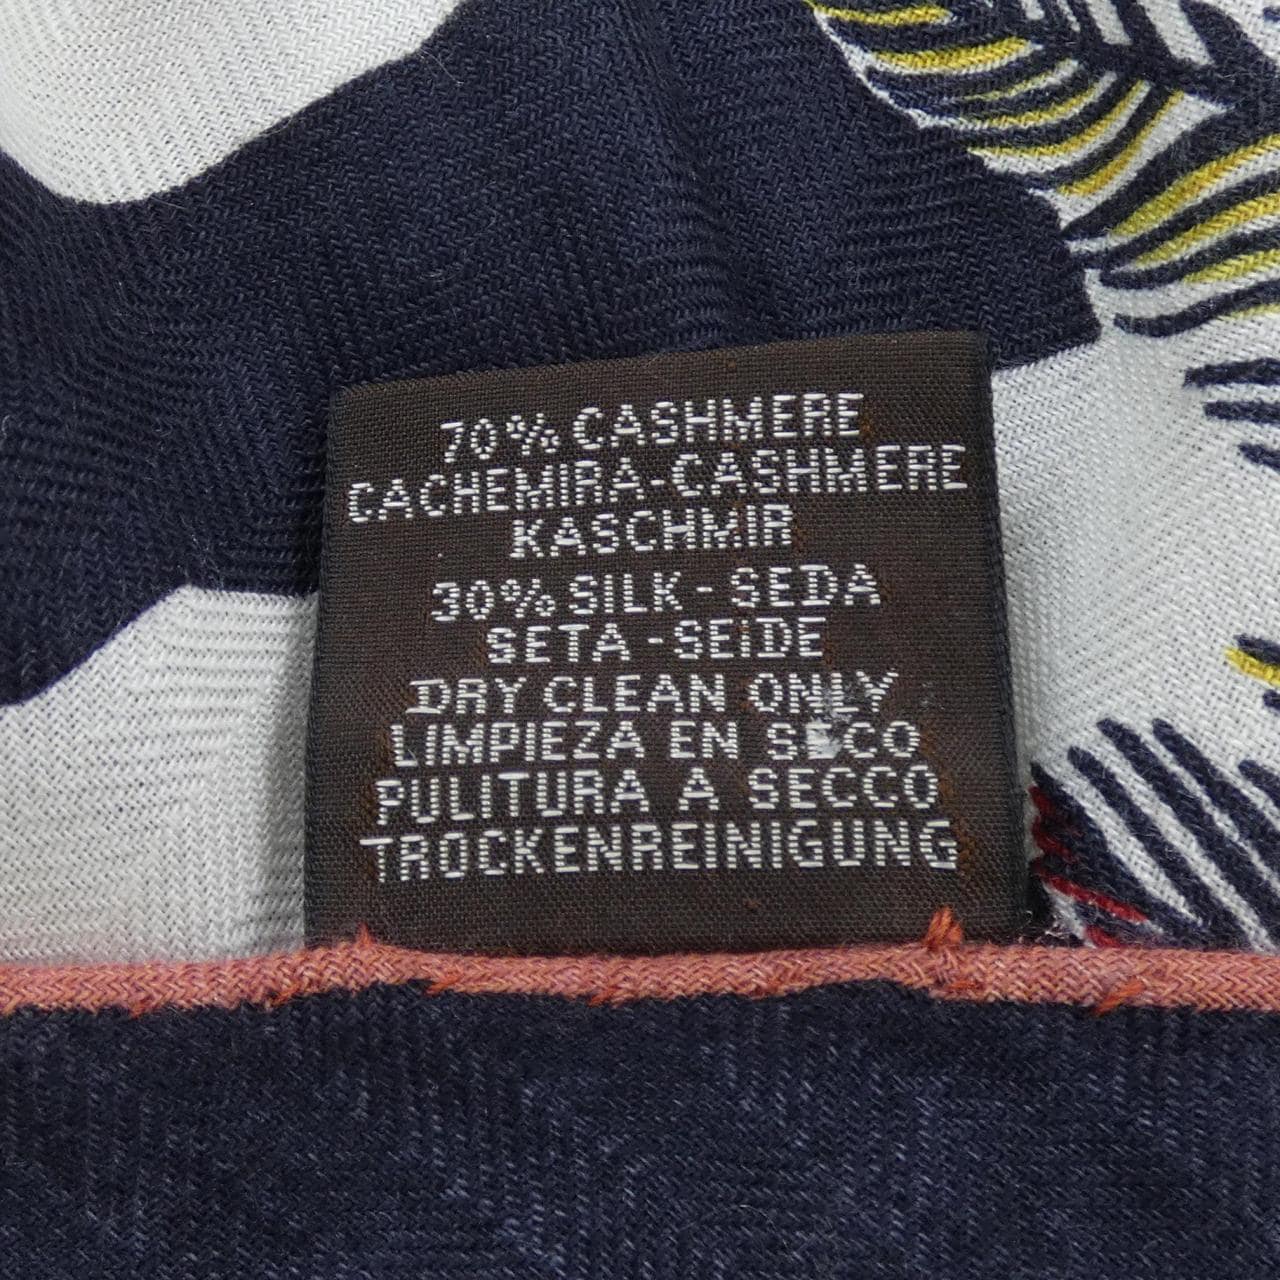 70% CASHMERE
CACHEMIRA-CASHMERE
KASCHMIR
30% SILK - SEDA
SETA - SEIDE
DRY CLEAN ONLY
LIMPIEZA EN SECO
PULITURA A SECCO
TROCKENREINIGUNG